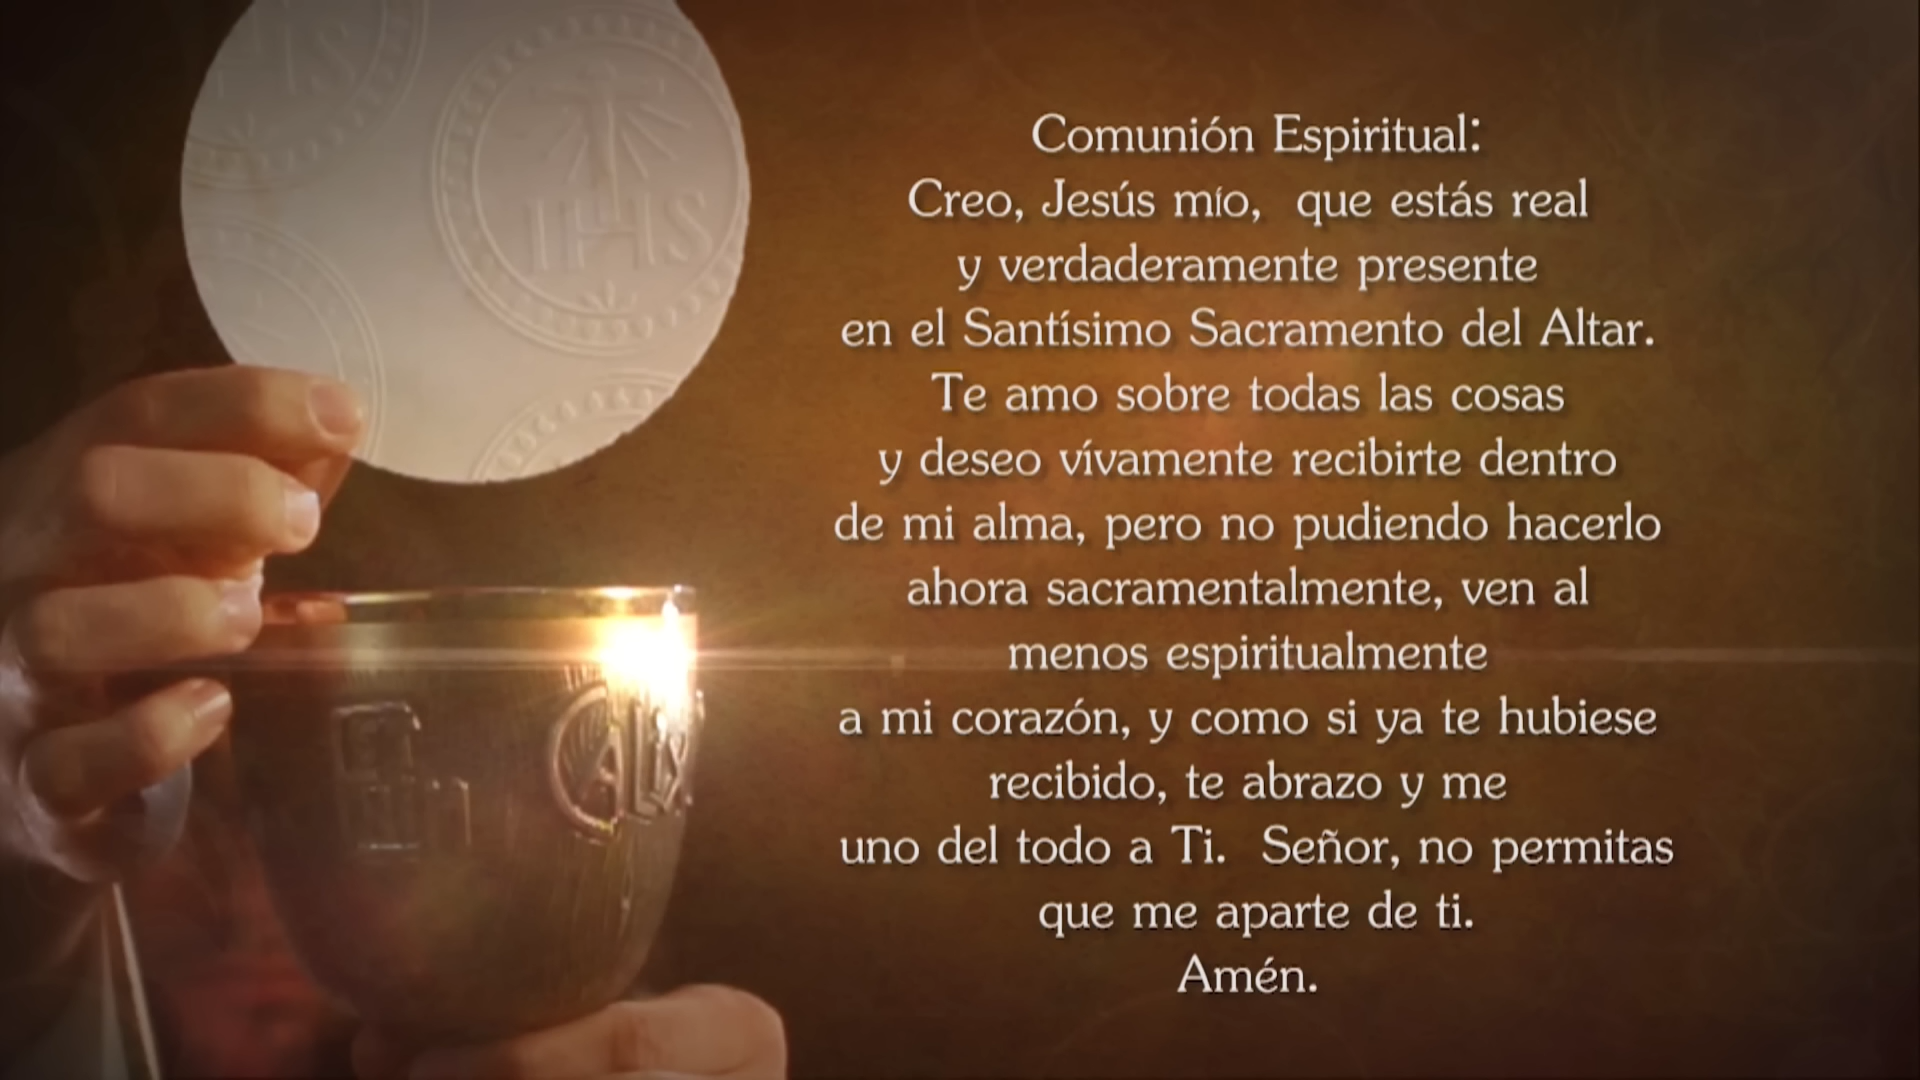 IHS
Comunión Espiritual:
Creo, Jesús mío, que estás real
y verdaderamente presente
en el Santísimo Sacramento del Altar.
Te amo sobre todas las cosas
y deseo vívamente recibirte dentro
de mi alma, pero no pudiendo hacerlo
ahora sacramentalmente, ven al
menos espiritualmente
a mi corazón, y como si ya te hubiese
recibido, te abrazo y me
uno del todo a Ti. Señor, no permitas
que me aparte de ti.
Amén.
CALIX